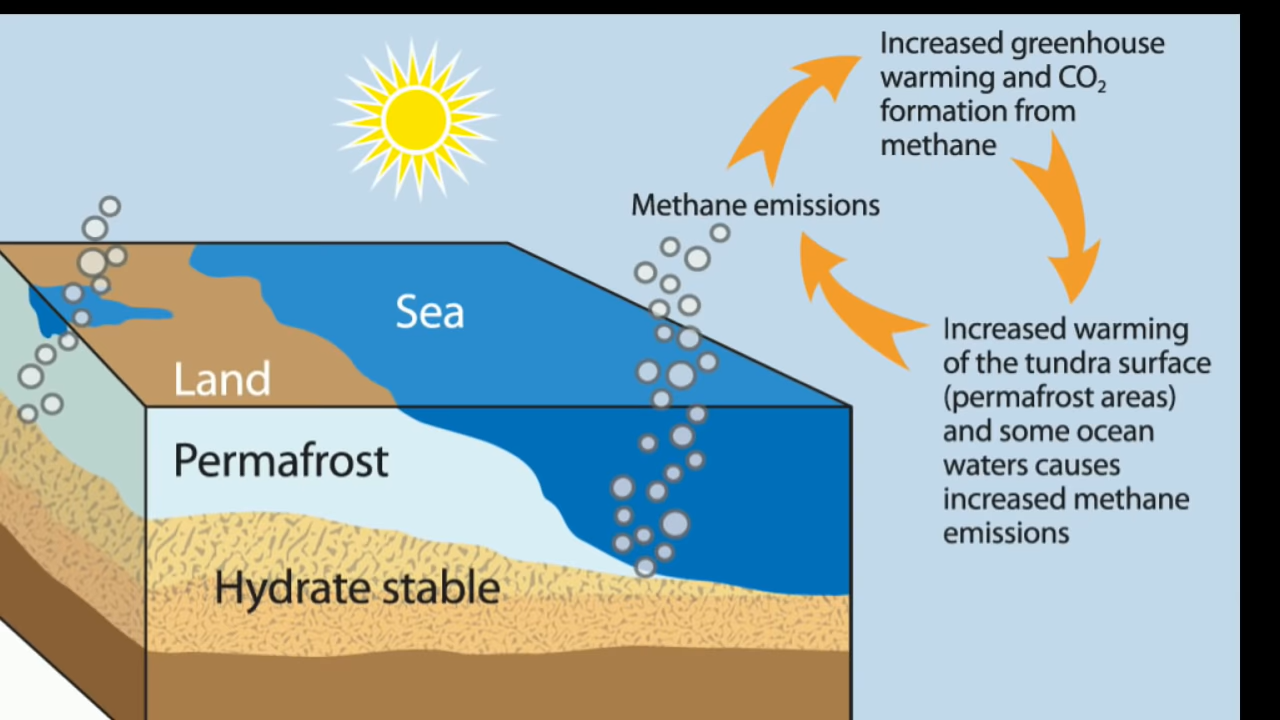 Increased greenhouse
warming and CO₂
formation from
methane
Methane emissions
Sea
Increased warming
of the tundra surface
(permafrost areas)
and some ocean
waters causes
increased methane
emissions
Land
Permafrost
Hydrate stable